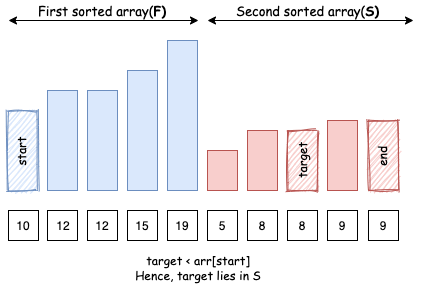 First sorted array(F) Second sorted array(S)
start target end
10 12 12 15 19 5 8 8 9 9
target < arr[start]
Hence, target lies in S